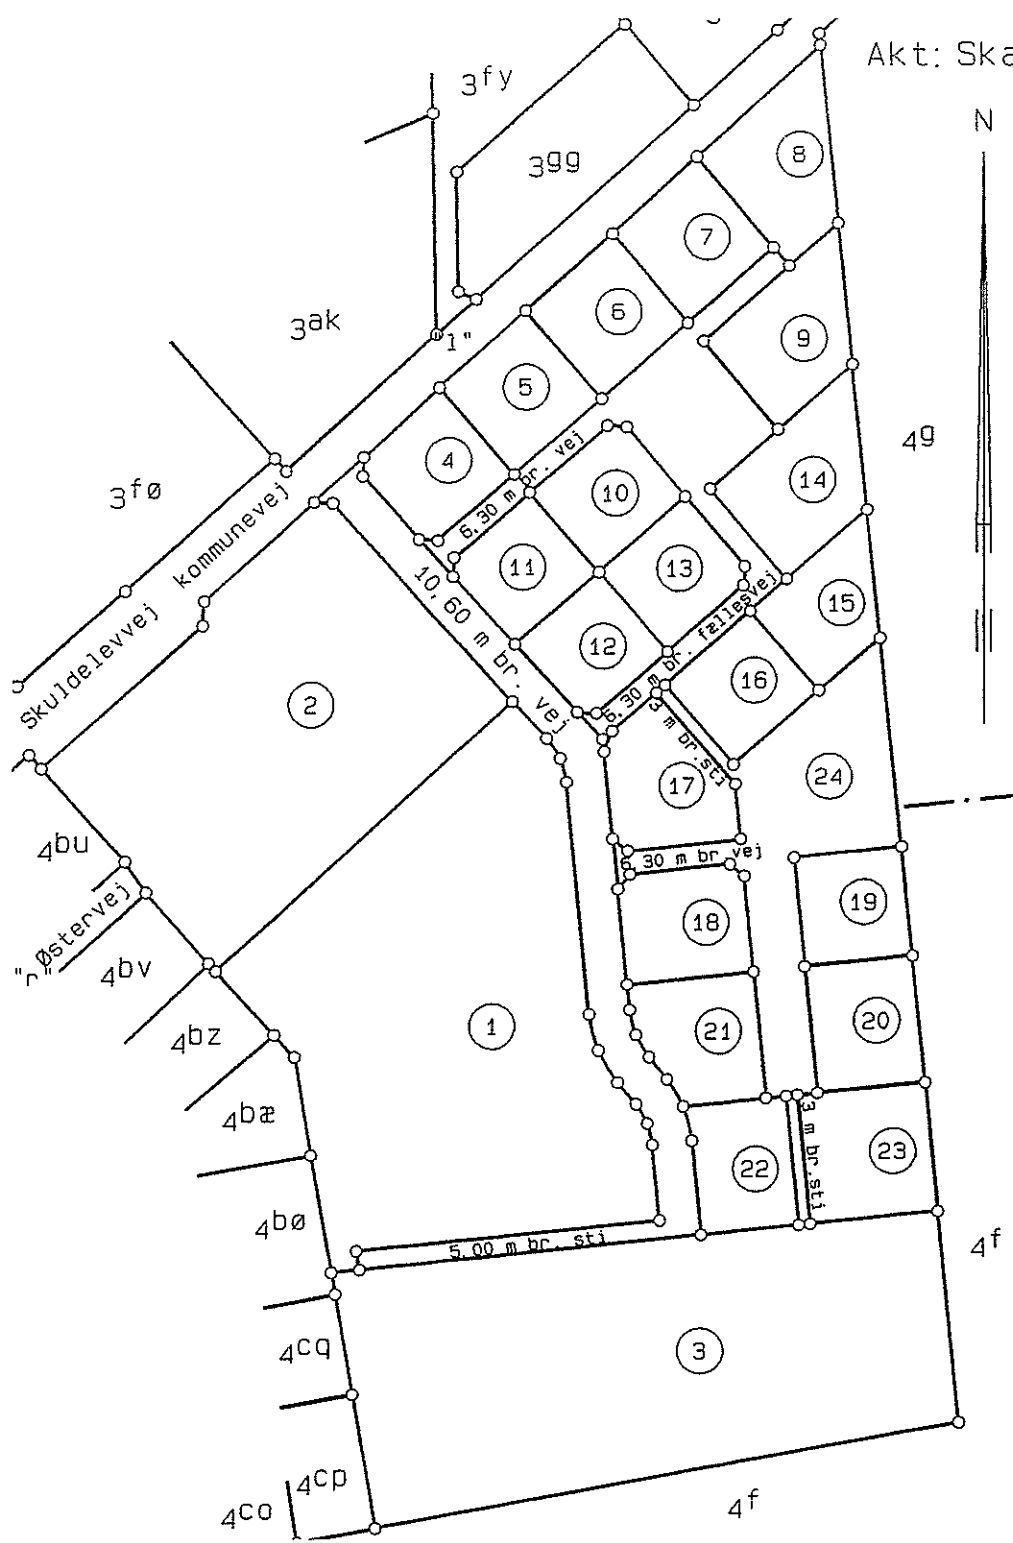 Akt: Ska
3fy
N
8
3gg
7
6
3ak
1"
9
5
4g
4
6,30 m br. vej
14
10
3fø
Skuldelevvej kommunevej
10,60 m br. vej
11
13
15
12
6,30 m br. fællesvej
16
2
3 m br.sti
17
24
4bu
6,30 m br vej
Østervej
"r"
19
18
4bv
1
21
20
4bz
4bæ
3 m br.sti
22
23
4bø
5,00 m br. sti
4f
4cq
3
4cp
4co
4f